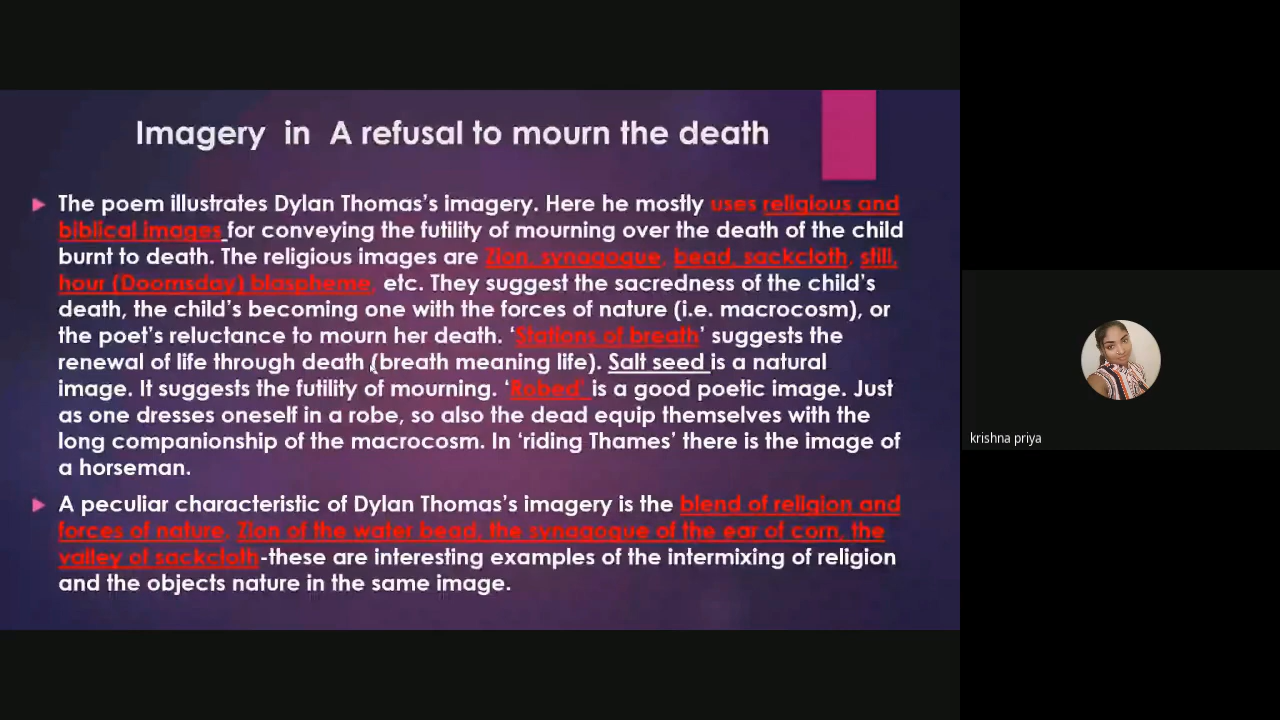 Imagery in A refusal to mourn the death
The poem illustrates Dylan Thomas's imagery. Here he mostly uses religious and
biblical images for conveying the futility of mourning over the death of the child
burnt to death. The religious images are Zion, synagogue, bead, sackcloth, still,
hour (Doomsday) blaspheme, etc. They suggest the sacredness of the child's
death, the child's becoming one with the forces of nature (i.e. macrocosm), or
the poet's reluctance to mourn her death. 'Stations of breath' suggests the
renewal of life through death (breath meaning life). Salt seed is a natural
image. It suggests the futility of mourning. 'Robed' is a good poetic image. Just
as one dresses oneself in a robe, so also the dead equip themselves with the
long companionship of the macrocosm. In 'riding Thames' there is the image of
a horseman.
A peculiar characteristic of Dylan Thomas's imagery is the blend of religion and
forces of nature. Zion of the water bead, the synagogue of the ear of corn, the
valley of sackcloth-these are interesting examples of the intermixing of religion
and the objects nature in the same image.
krishna priya